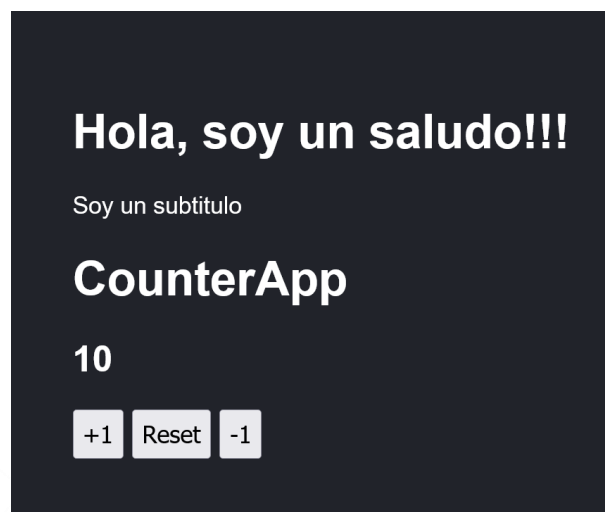 Hola, soy un saludo!!!
Soy un subtitulo
CounterApp
10
+1 Reset -1